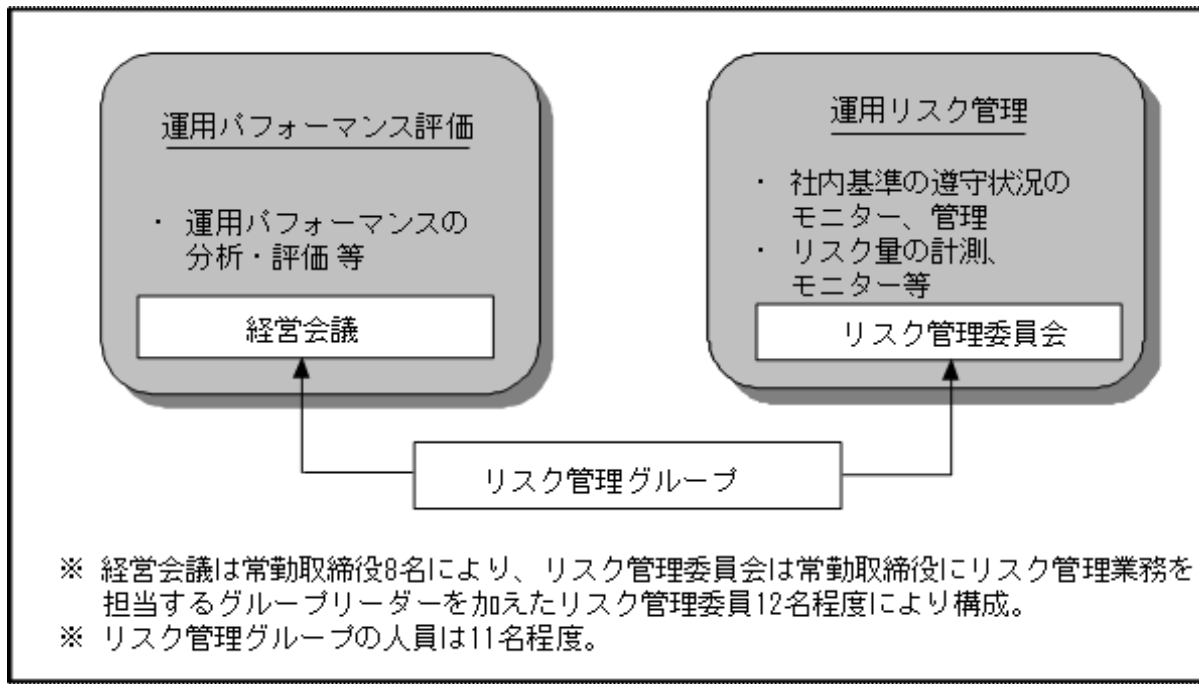 運用パフォーマンス評価
・ 運用パフォーマンスの
分析・評価 等
経営会議
運用リスク管理
・ 社内基準の遵守状況の
モニター、管理
・ リスク量の計測、
モニター等
リスク管理委員会
リスク管理グループ
※ 経営会議は常勤取締役8名により、リスク管理委員会は常勤取締役にリスク管理業務を
担当するグループリーダーを加えたリスク管理委員12名程度により構成。
※ リスク管理グループの人員は11名程度。